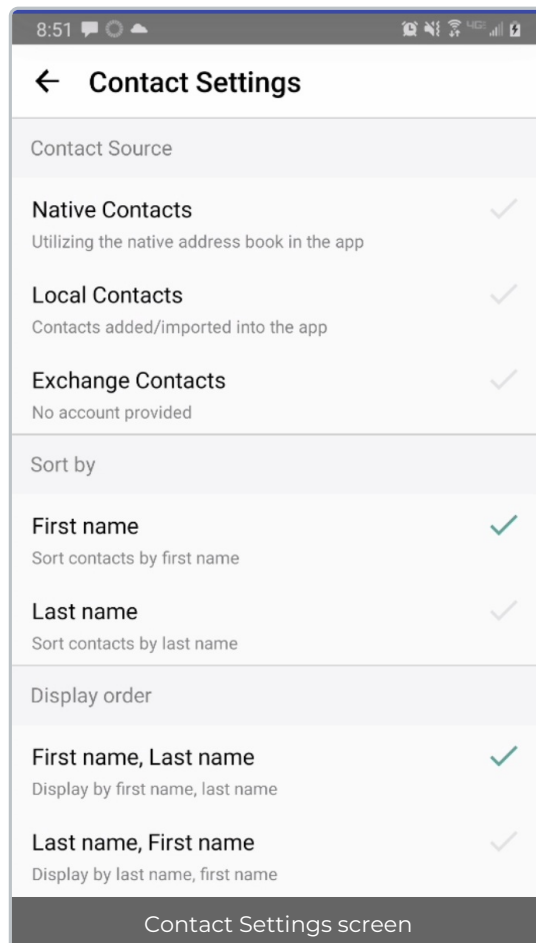 8:51
4GE
Contact Settings
Contact Source
Native Contacts
Utilizing the native address book in the app
Local Contacts
Contacts added/imported into the app
Exchange Contacts
No account provided
Sort by
First name
Sort contacts by first name
Last name
Sort contacts by last name
Display order
First name, Last name
Display by first name, last name
Last name, First name
Display by last name, first name
Contact Settings screen